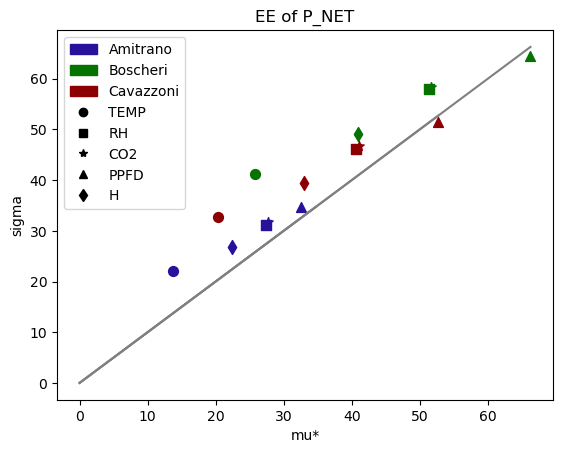 EE of P_NET
Amitrano
Boscheri
Cavazzoni
TEMP
RH
CO2
PPFD
H
sigma
60
50
40
30
20
10
0
0 10 20 30 40 50 60
mu*